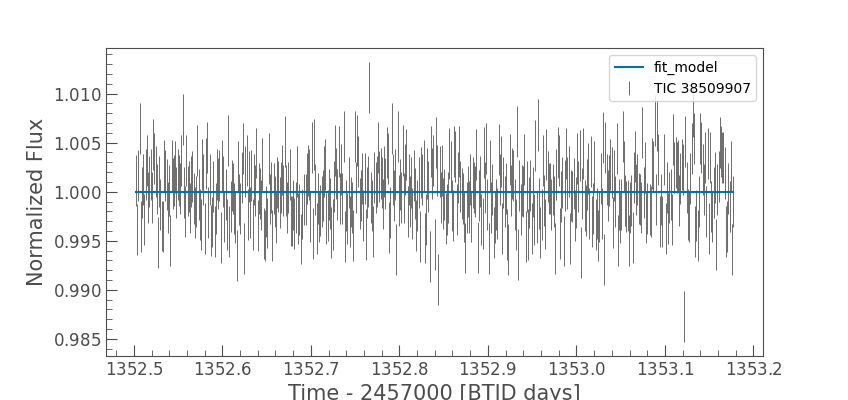 fit_model
TIC 38509907
1.010
1.005
1.000
0.995
0.990
0.985
Normalized Flux
1352.5 1352.6 1352.7 1352.8 1352.9 1353.0 1353.1 1353.2
Time - 2457000 [BTJD days]